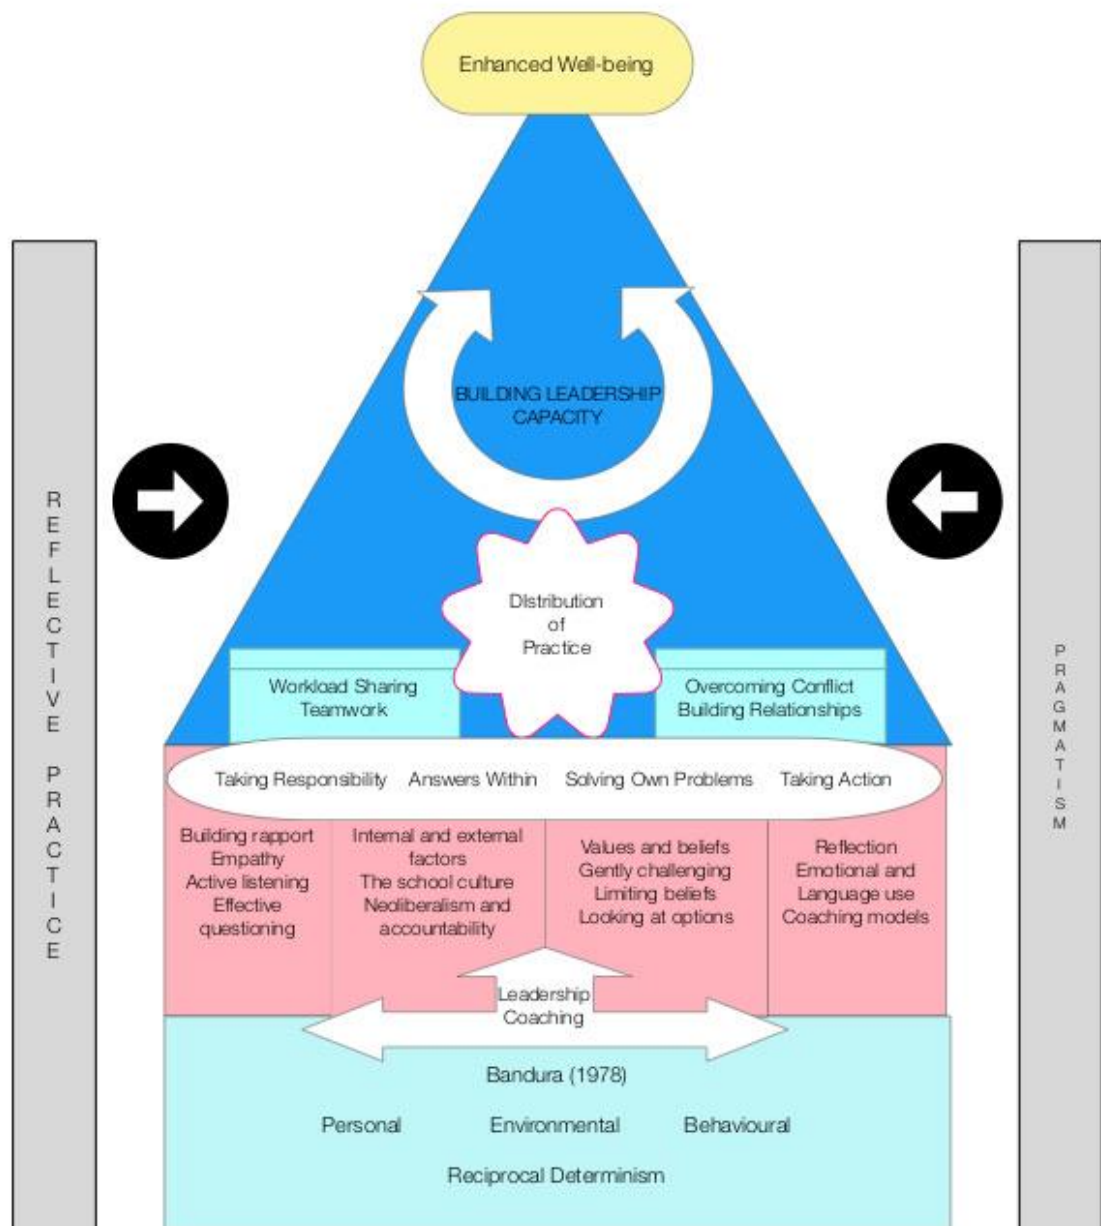 Enhanced Well-being
BUILDING LEADERSHIP
CAPACITY
REFLECTIVE PRACTICE
PRAGMATISM
DIstribution
of
Practice
Workload Sharing
Teamwork
Overcoming Conflict
Building Relationships
Taking Responsibility Answers Within Solving Own Problems Taking Action
Building rapport
Empathy
Active listening
Effective
questioning
Internal and external
factors
The school culture
Neoliberalism and
accountability
Values and beliefs
Gently challenging
Limiting beliefs
Looking at options
Reflection
Emotional and
Language use
Coaching models
Leadership
Coaching
Bandura (1978)
Personal Environmental Behavioural
Reciprocal Determinism